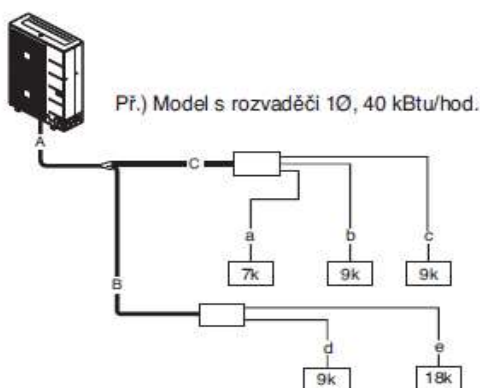 Př.) Model s rozvaděči 1Ø, 40 kBtu/hod.
A
C
a
b
c
7k
9k
9k
B
d
e
9k
18k